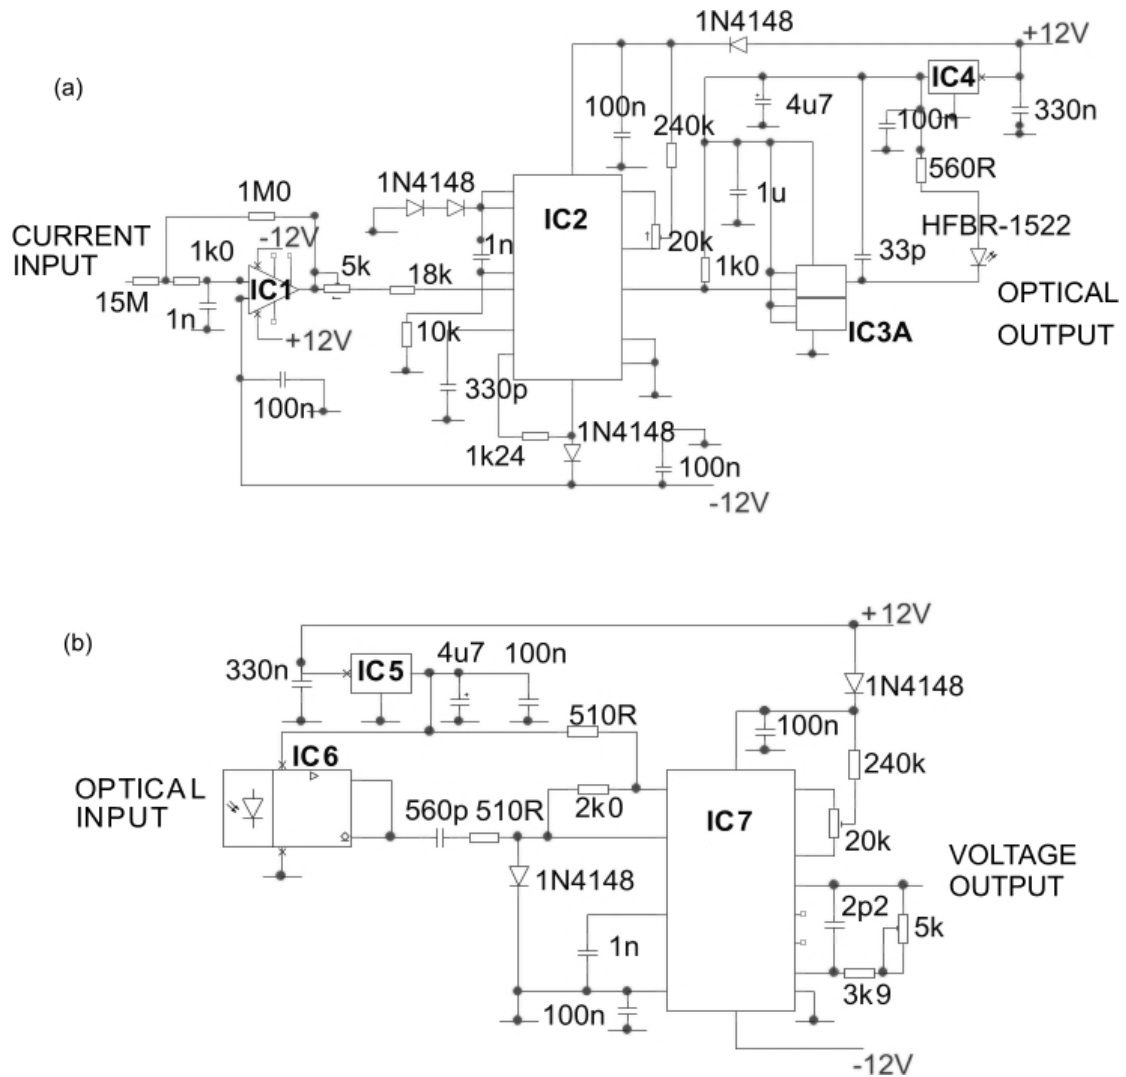 1N4148
+12V
(a)
IC4
100n
4u7
330n
240k
100n
1N4148
560R
1M0
1u
IC2
CURRENT
INPUT
-12V
HFBR-1522
1k0
1n
20k
33p
5k
1k0
18k
IC1
OPTICAL
OUTPUT
15M
1n
10k
IC3A
+12V
330p
100n
1N4148
1k24
100n
-12V
+12V
(b)
4u7
100n
330n
IC5
1N4148
510R
100n
IC6
240k
OPTICAL
INPUT
560p
510R
2k0
IC7
20k
VOLTAGE
OUTPUT
1N4148
2p2
5k
1n
3k9
100n
-12V